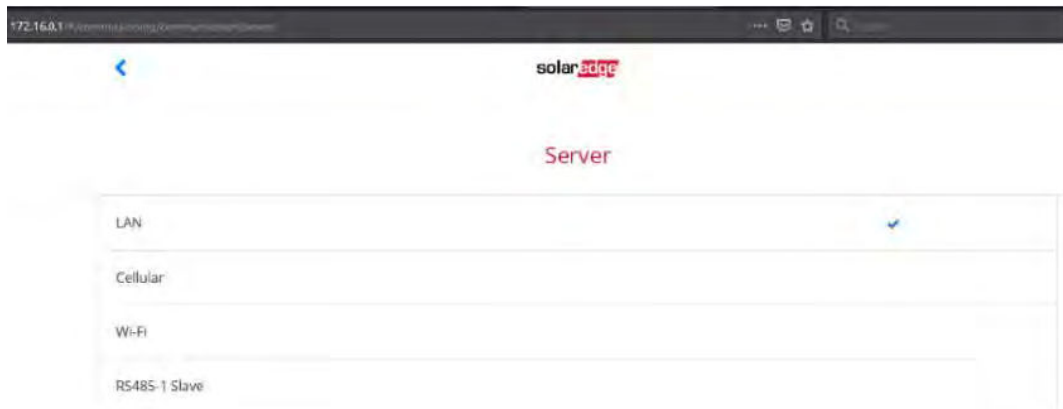 172.16.0.1
solaredge
Server
LAN
Cellular
Wi-Fi
RS485-1 Slave